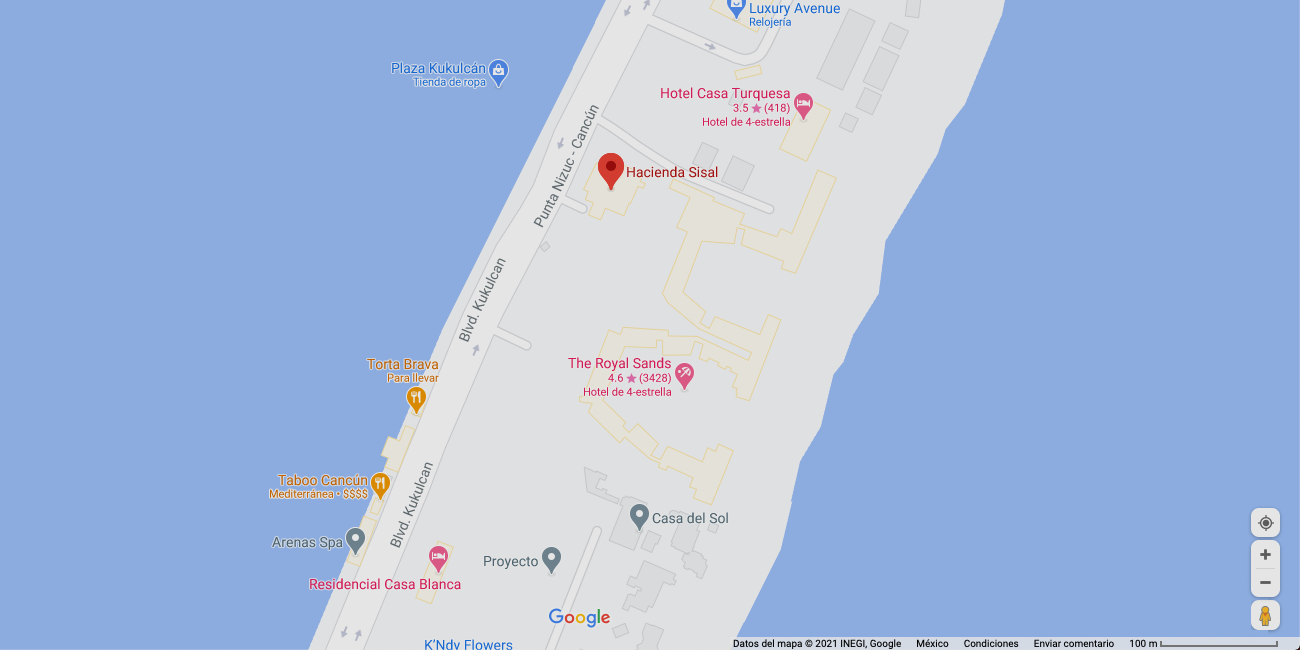 Luxury Avenue
Relojería
Plaza Kukulcán
Tienda de ropa
Hotel Casa Turquesa
3.5 ★ (418)
Hotel de 4-estrella
Punta Nizuc - Cancún
Hacienda Sisal
Blvd. Kukulcan
Torta Brava
Para llevar
The Royal Sands
4.6 ★ (3428)
Hotel de 4-estrella
Taboo Cancún
Mediterránea • $$$$
Blvd. Kukulcan
Casa del Sol
Arenas Spa
Proyecto
Residencial Casa Blanca
Google
K'Ndy Flowers
Datos del mapa © 2021 INEGI, Google México Condiciones Enviar comentario 100 m